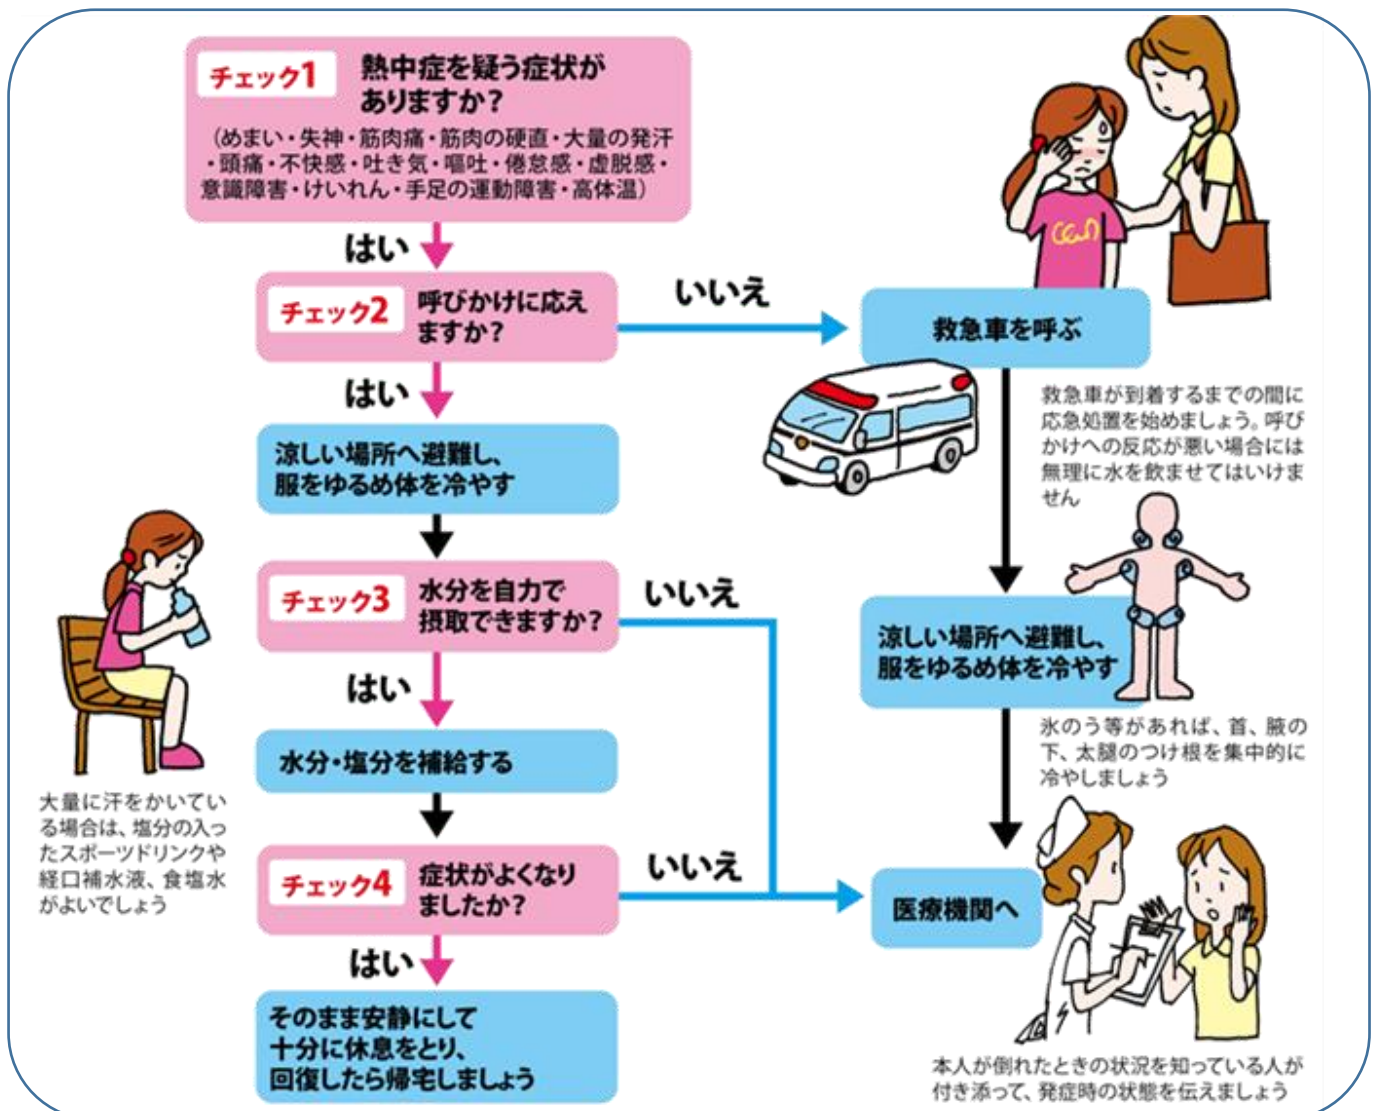 チェック1
熱中症を疑う症状が
ありますか?
（めまい・失神・筋肉痛・筋肉の硬直・大量の発汗
・頭痛・不快感・吐き気・嘔吐・倦怠感・虚脱感・
意識障害・けいれん・手足の運動障害・高体温）
はい
チェック2
呼びかけに応え
ますか?
いいえ
救急車を呼ぶ
救急車が到着するまでの間に
応急処置を始めましょう。呼び
かけへの反応が悪い場合には
無理に水を飲ませてはいけま
せん
はい
涼しい場所へ避難し、
服をゆるめ体を冷やす
チェック3
水分を自力で
摂取できますか?
いいえ
涼しい場所へ避難し、
服をゆるめ体を冷やす
氷のう等があれば、首、腋の
下、太腿のつけ根を集中的に
冷やしましょう
はい
水分・塩分を補給する
大量に汗をかいてい
る場合は、塩分の入っ
たスポーツドリンクや
経口補水液、食塩水
がよいでしょう
チェック4
症状がよくなり
ましたか?
いいえ
医療機関へ
はい
そのまま安静にして
十分に休息をとり、
回復したら帰宅しましょう
本人が倒れたときの状況を知っている人が
付き添って、発症時の状態を伝えましょう